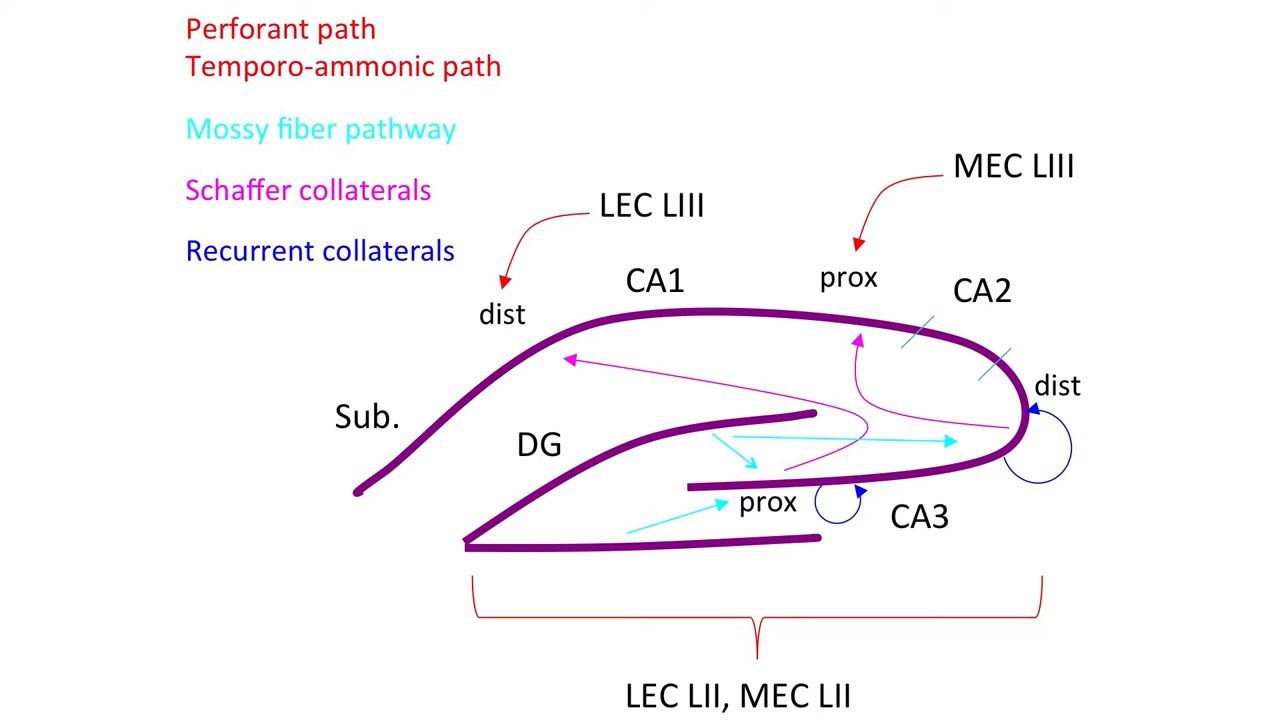 Perforant path
Temporo-ammonic path
Mossy fiber pathway
Schaffer collaterals
Recurrent collaterals
MEC LIII
LEC LIII
CA1
prox
CA2
dist
dist
Sub.
DG
prox
CA3
LEC LII, MEC LII